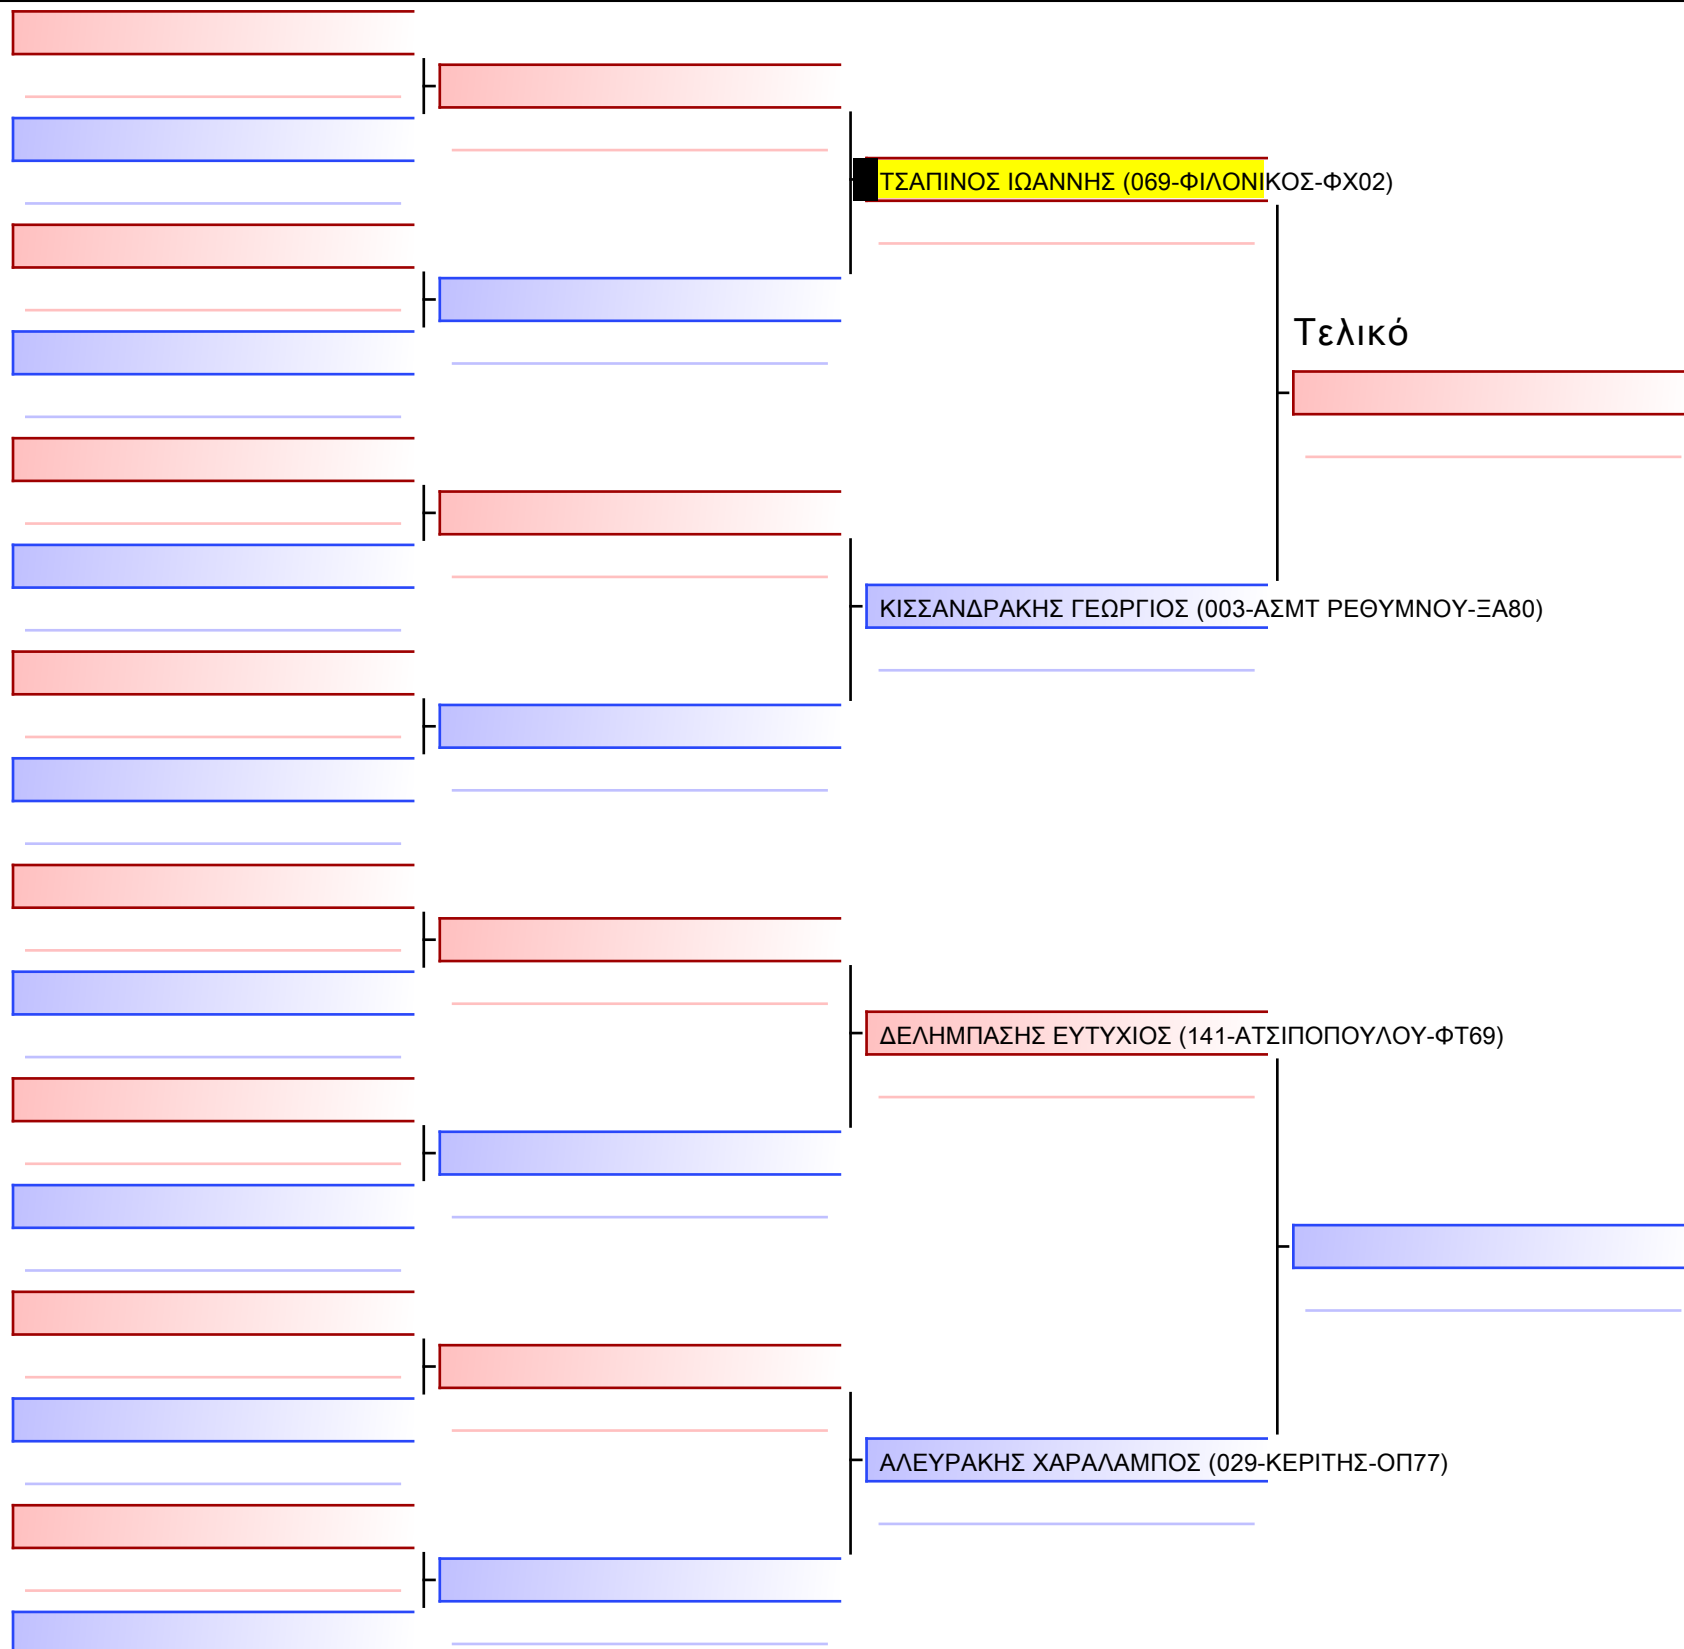 ΤΣΑΠΙΝΟΣ ΙΩΑΝΝΗΣ (069-ΦΙΛΟΝΙΚΟΣ-ΦΧ02)
Τελικό
ΚΙΣΣΑΝΔΡΑΚΗΣ ΓΕΩΡΓΙΟΣ (003-ΑΣΜΤ ΡΕΘΥΜΝΟΥ-ΞΑ80)
ΔΕΛΗΜΠΑΣΗΣ ΕΥΤΥΧΙΟΣ (141-ΑΤΣΙΠΟΠΟΥΛΟΥ-ΦΤ69)
ΑΛΕΥΡΑΚΗΣ ΧΑΡΑΛΑΜΠΟΣ (029-ΚΕΡΙΤΗΣ-ΟΠ77)